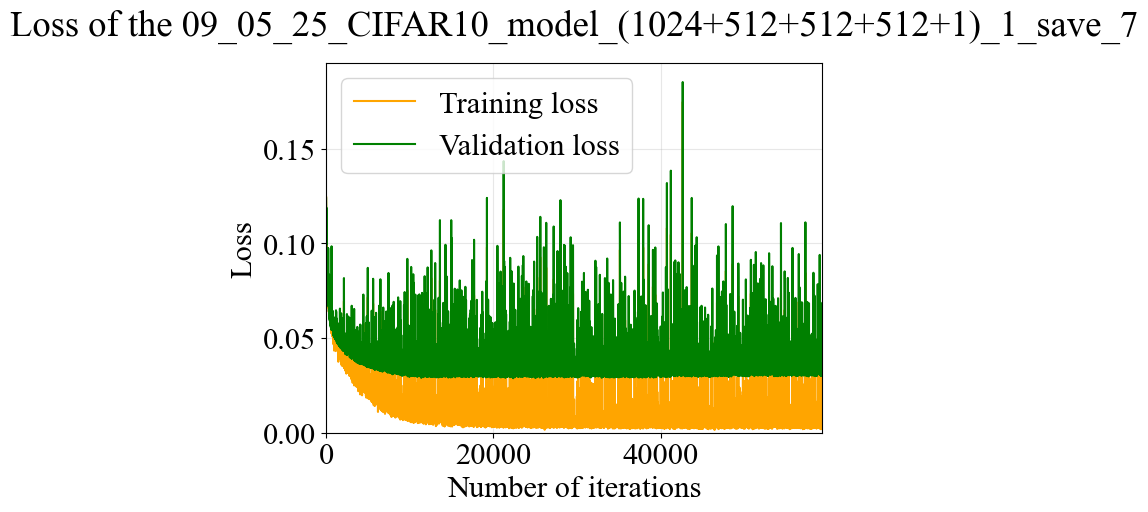 Loss of the 09_05_25_CIFAR10_model_(1024+512+512+512+1)_1_save_7
Training loss
Validation loss
0.15
0.10
0.05
0.00
Loss
0 20000 40000
Number of iterations